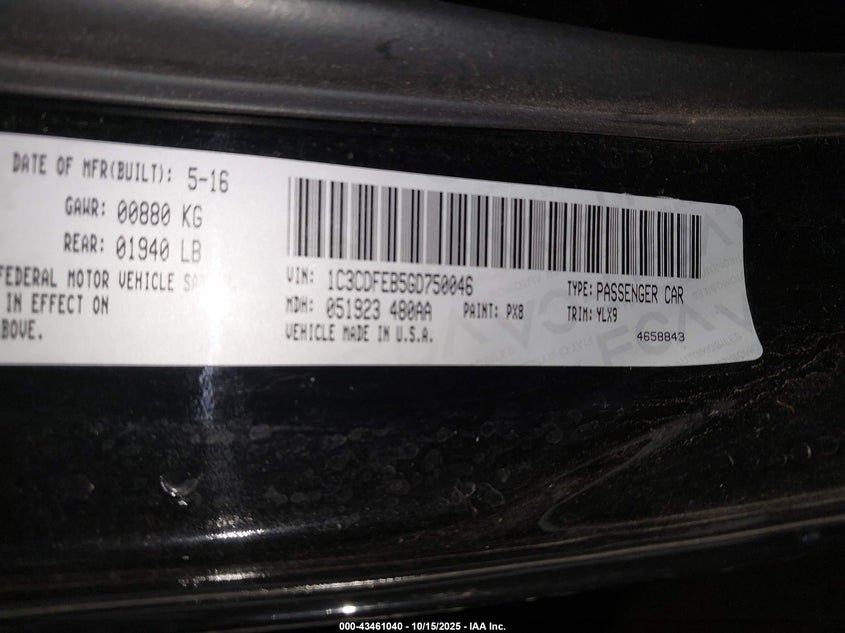 DATE OF MFR(BUILT): 5-16
GAWR: 00880 KG
REAR: 01940 LB
FEDERAL MOTOR VEHICLE
IN EFFECT ON
BOVE.
VIN: 1C3CDFEB5GD750046
TYPE: PASSENGER CAR
MDH: 051923 480AA
PAINT: PX8
TRIM: YLX9
VEHICLE MADE IN U.S.A.
4658843
000-43461040 - 10/15/2025 - IAA Inc.